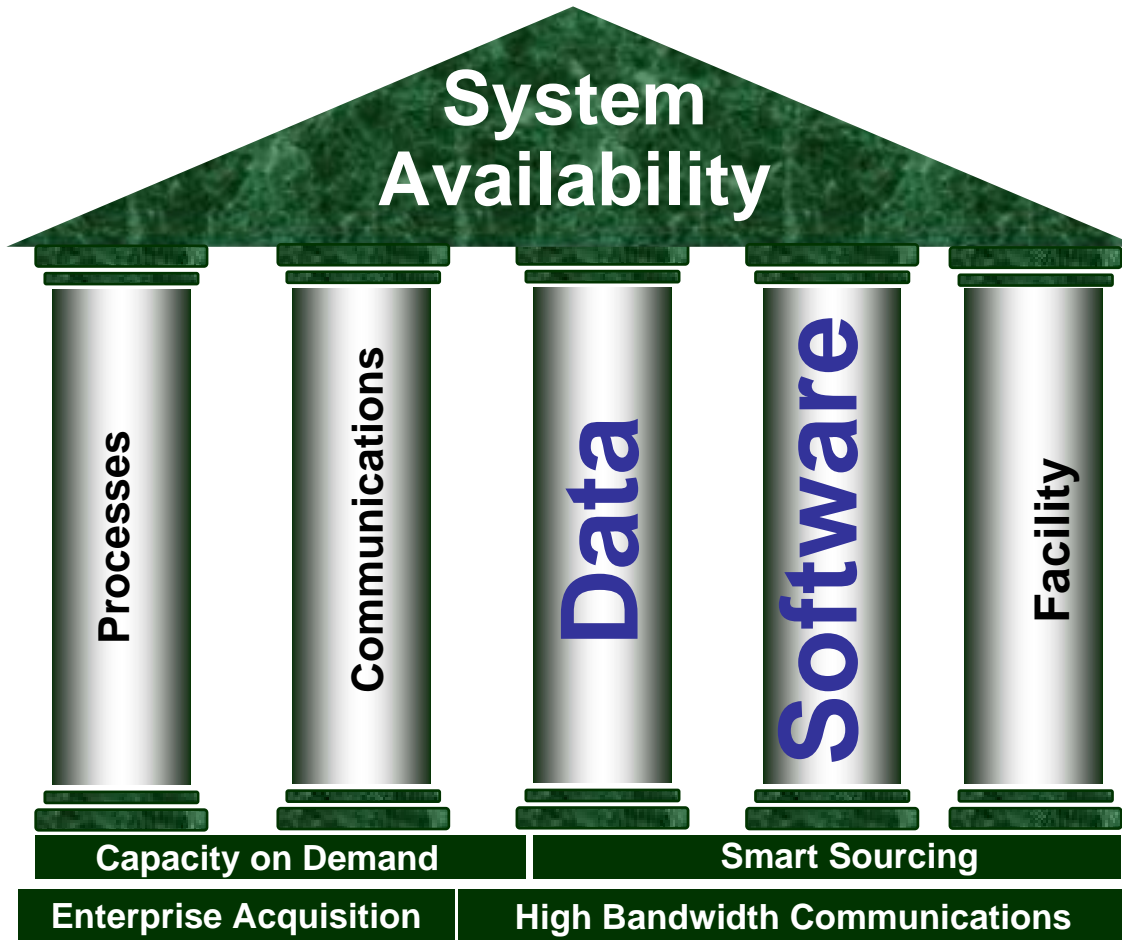 System
Availability
Processes
Communications
Data
Software
Facility
Capacity on Demand
Smart Sourcing
Enterprise Acquisition
High Bandwidth Communications